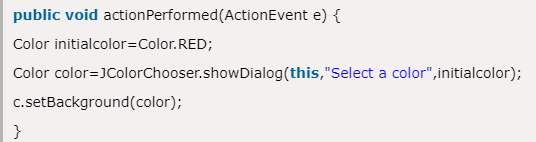 public void actionPerformed(ActionEvent e) {
Color initialcolor=Color.RED;
Color color=JColorChooser.showDialog(this,"Select a color",initialcolor);
c.setBackground(color);
}